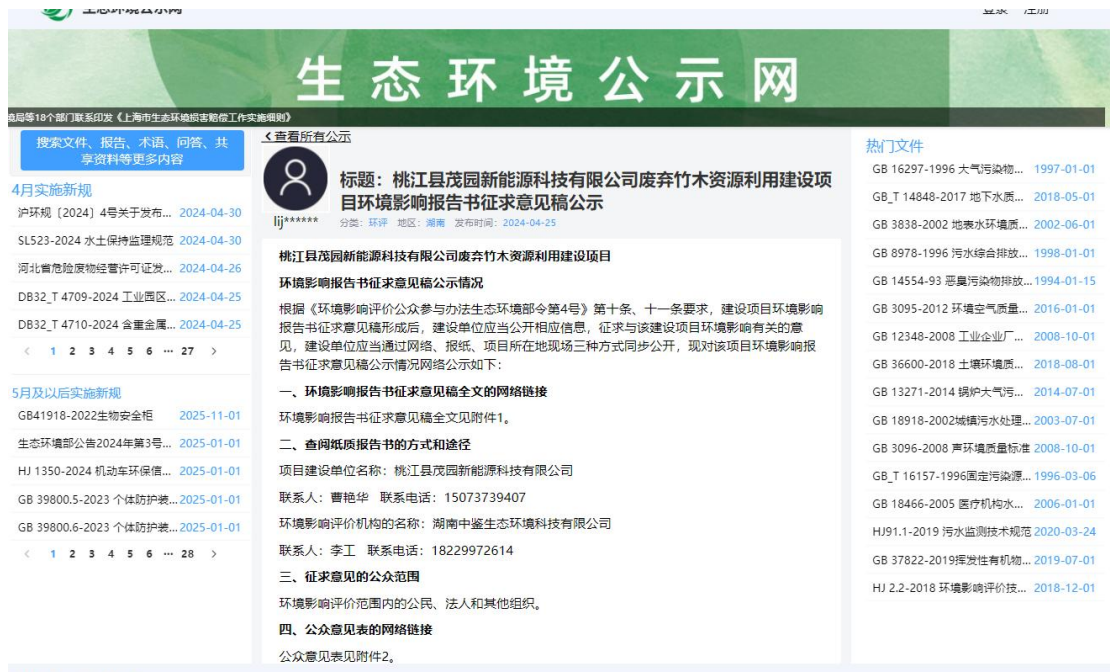 生态环境公示网
登录 注册
生态环境公示网
境局等18个部门联系印发《上海市生态环境损害赔偿工作实施细则》
搜索文件、报告、术语、问答、共
享资料等更多内容
4月实施新规
沪环规〔2024〕4号关于发布... 2024-04-30
SL523-2024 水土保持监理规范 2024-04-30
河北省危险废物经营许可证发... 2024-04-26
DB32_T 4709-2024 工业园区... 2024-04-25
DB32_T 4710-2024 含重金属... 2024-04-25
< 1 2 3 4 5 6 ··· 27 >
5月及以后实施新规
GB41918-2022生物安全柜 2025-11-01
生态环境部公告2024年第3号... 2025-01-01
HJ 1350-2024 机动车环保信... 2025-01-01
GB 39800.5-2023 个体防护装... 2025-01-01
GB 39800.6-2023 个体防护装... 2025-01-01
< 1 2 3 4 5 6 ··· 28 >
<查看所有公示
lij******
标题：桃江县茂园新能源科技有限公司废弃竹木资源利用建设项
目环境影响报告书征求意见稿公示
分类：环评 地区：湖南 发布时间：2024-04-25
桃江县茂园新能源科技有限公司废弃竹木资源利用建设项目
环境影响报告书征求意见稿公示情况
根据《环境影响评价公众参与办法生态环境部令第4号》第十条、十一条要求，建设项目环境影响
报告书征求意见稿形成后，建设单位应当公开相应信息，征求与该建设项目环境影响有关的意
见，建设单位应当通过网络、报纸、项目所在地现场三种方式同步公开，现对该项目环境影响报
告书征求意见稿公示情况网络公示如下：
一、环境影响报告书征求意见稿全文的网络链接
环境影响报告书征求意见稿全文见附件1。
二、查阅纸质报告书的方式和途径
项目建设单位名称：桃江县茂园新能源科技有限公司
联系人：曹艳华 联系电话：15073739407
环境影响评价机构的名称：湖南中鉴生态环境科技有限公司
联系人：李工 联系电话：18229972614
三、征求意见的公众范围
环境影响评价范围内的公民、法人和其他组织。
四、公众意见表的网络链接
公众意见表见附件2。
热门文件
GB 16297-1996 大气污染物... 1997-01-01
GB_T 14848-2017 地下水质... 2018-05-01
GB 3838-2002 地表水环境质... 2002-06-01
GB 8978-1996 污水综合排放... 1998-01-01
GB 14554-93 恶臭污染物排放... 1994-01-15
GB 3095-2012 环境空气质量... 2016-01-01
GB 12348-2008 工业企业厂... 2008-10-01
GB 36600-2018 土壤环境质... 2018-08-01
GB 13271-2014 锅炉大气污... 2014-07-01
GB 18918-2002城镇污水处理... 2003-07-01
GB 3096-2008 声环境质量标准 2008-10-01
GB_T 16157-1996固定污染源... 1996-03-06
GB 18466-2005 医疗机构水... 2006-01-01
HJ91.1-2019 污水监测技术规范 2020-03-24
GB 37822-2019挥发性有机物... 2019-07-01
HJ 2.2-2018 环境影响评价技... 2018-12-01